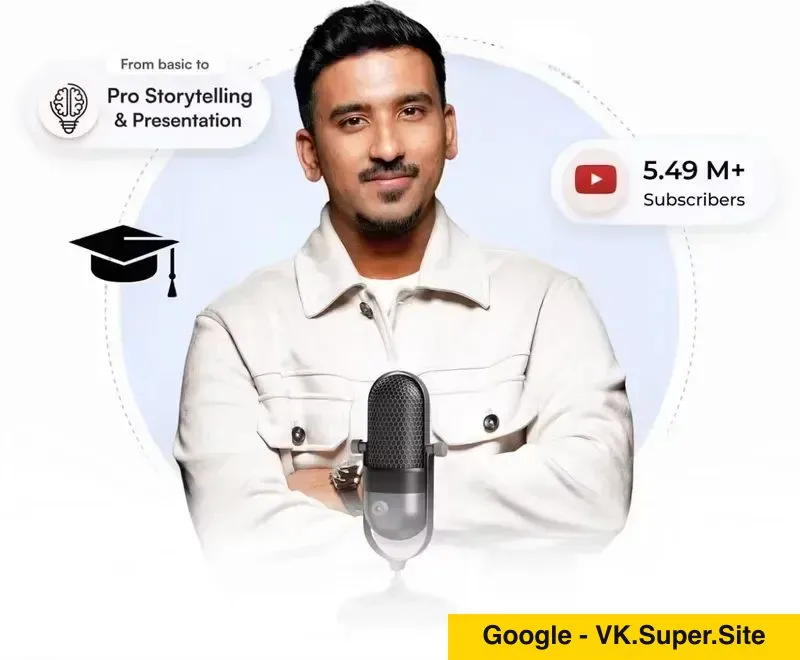 From basic to
Pro Storytelling
& Presentation
5.49 M+
Subscribers
Google - VK.Super.Site